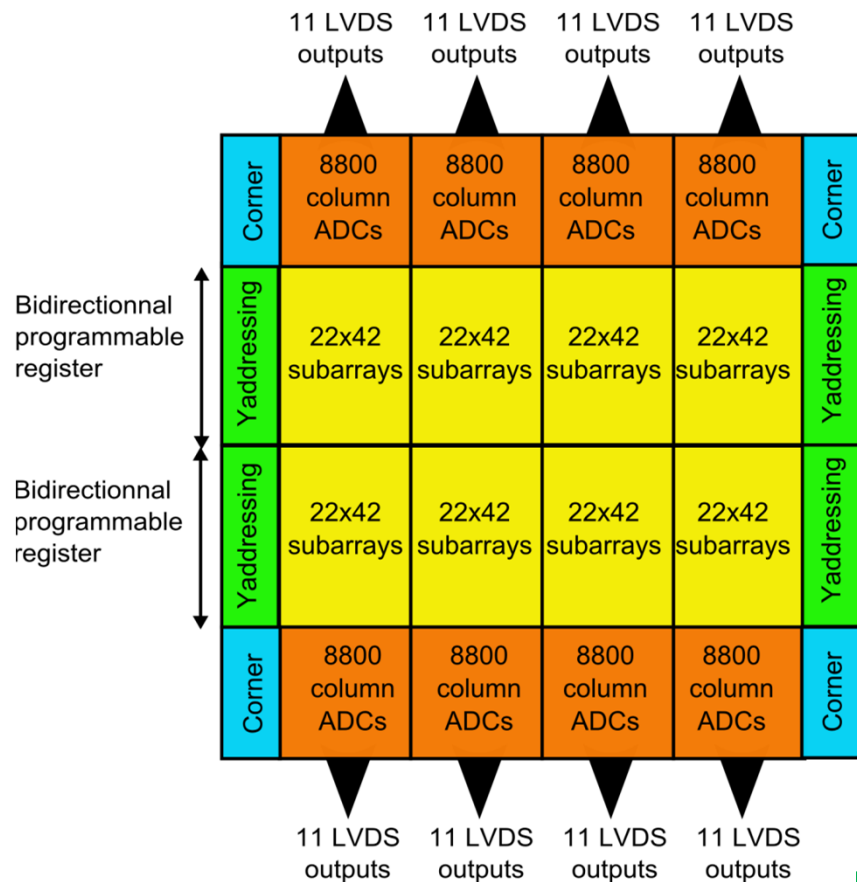 11 LVDS 11 LVDS 11 LVDS 11 LVDS
outputs outputs outputs outputs
Corner
8800 8800 8800 8800
column column column column
ADCs ADCs ADCs ADCs
Corner
Bidirectionnal
programmable
register
Yaddressing
22x42 22x42 22x42 22x42
subarrays subarrays subarrays subarrays
Yaddressing
Bidirectionnal
programmable
register
Yaddressing
22x42 22x42 22x42 22x42
subarrays subarrays subarrays subarrays
Yaddressing
Corner
8800 8800 8800 8800
column column column column
ADCs ADCs ADCs ADCs
Corner
11 LVDS 11 LVDS 11 LVDS 11 LVDS
outputs outputs outputs outputs